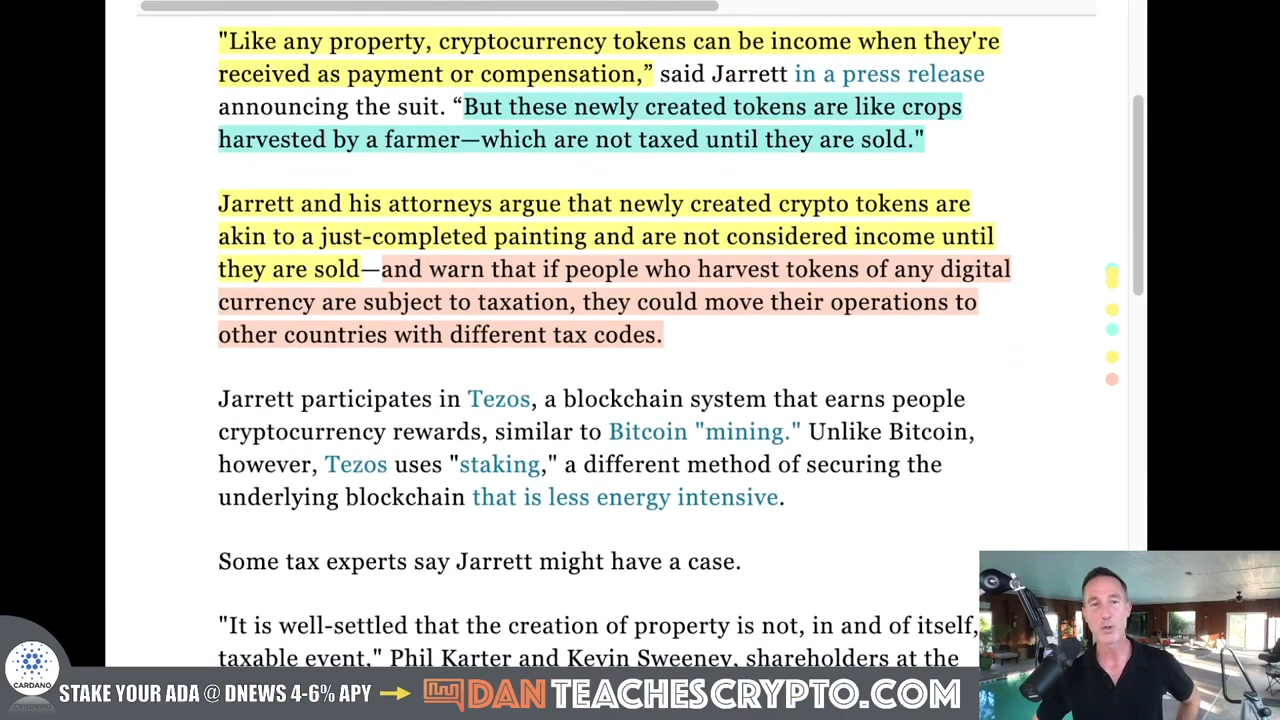 "Like any property, cryptocurrency tokens can be income when they're
received as payment or compensation,” said Jarrett in a press release
announcing the suit. “But these newly created tokens are like crops
harvested by a farmer—which are not taxed until they are sold."
Jarrett and his attorneys argue that newly created crypto tokens are
akin to a just-completed painting and are not considered income until
they are sold—and warn that if people who harvest tokens of any digital
currency are subject to taxation, they could move their operations to
other countries with different tax codes.
Jarrett participates in Tezos, a blockchain system that earns people
cryptocurrency rewards, similar to Bitcoin "mining." Unlike Bitcoin,
however, Tezos uses "staking," a different method of securing the
underlying blockchain that is less energy intensive.
Some tax experts say Jarrett might have a case.
"It is well-settled that the creation of property is not, in and of itself,
taxable event," Phil Karter and Kevin Sweeney, shareholders at the
CARDANO
STAKE YOUR ADA @ DNEWS 4-6% APY
DANTEACHESCRYPTO.COM